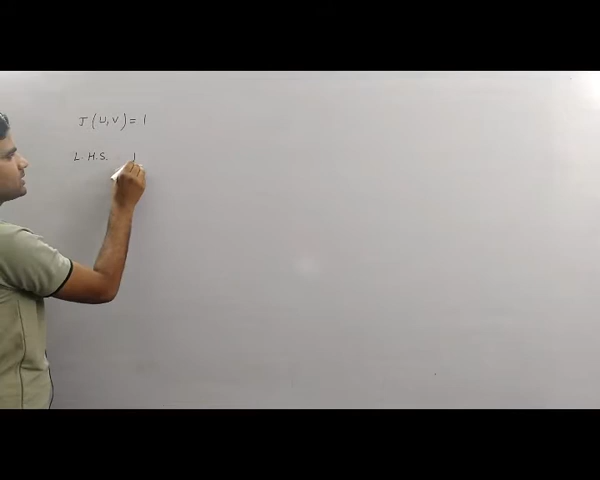 J (U,V) = 1
L.H.S.